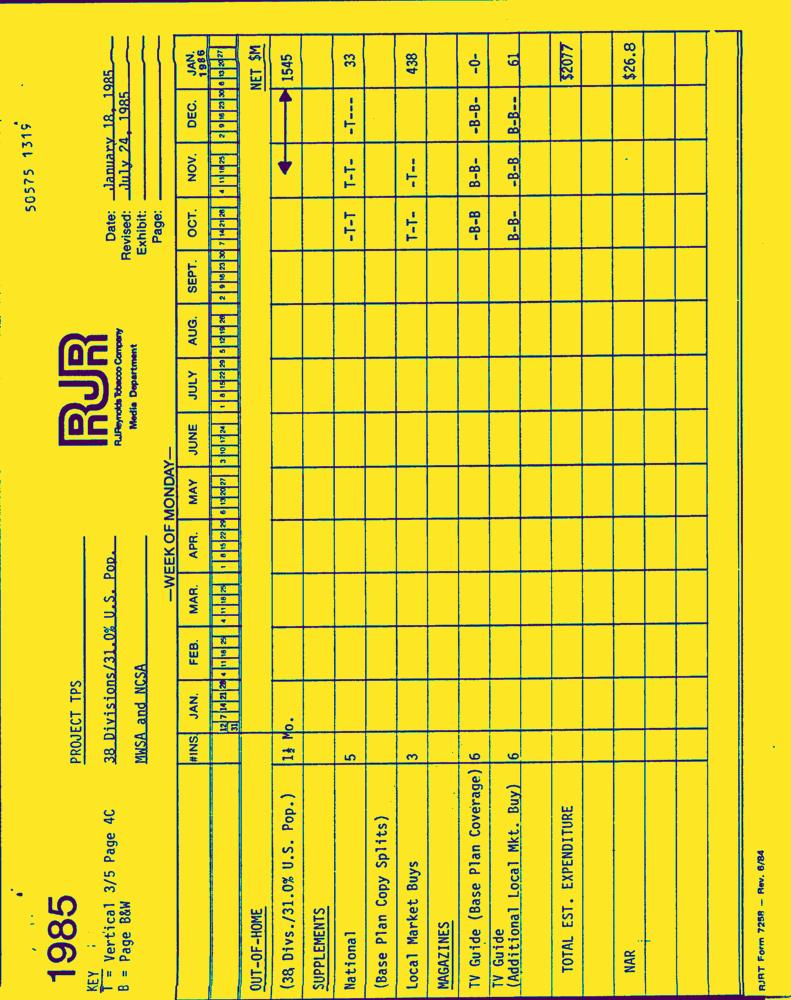 50575 1319
1985
KEY
T = Vertical 3/5 Page 4C
B = Page B&W
PROJECT TPS
38 Divisions/31.0% U.S. Pop.
MWSA and NCSA
RJR
RJReynolds Tobacco Company
Media Department
Date: January 18, 1985
Revised: July 24, 1985
Exhibit:
Page:
—WEEK OF MONDAY—
#INS. JAN. FEB. MAR. APR. MAY JUNE JULY AUG. SEPT. OCT. NOV. DEC. JAN. 1986
31 7 14 21 28 4 11 18 25 4 11 18 25 1 8 15 22 29 6 13 20 27 3 10 17 24 1 8 15 22 29 5 12 19 26 2 9 16 23 30 7 14 21 28 4 11 18 25 2 9 16 23 30 6 13 20 27
OUT-OF-HOME NET $M
(38 Divs./31.0% U.S. Pop.) 1½ Mo. 1545
SUPPLEMENTS
National 5 -T-T T-T- -T--- 33
(Base Plan Copy Splits)
Local Market Buys 3 T-T- -T-- 438
MAGAZINES
TV Guide (Base Plan Coverage) 6 -B-B B-B- -B-B- -0-
TV Guide
(Additional Local Mkt. Buy) 6 B-B- -B-B B-B-- 61
TOTAL EST. EXPENDITURE $2077
NAR $26.8
RJRT Form 7258 — Rev. 6/84